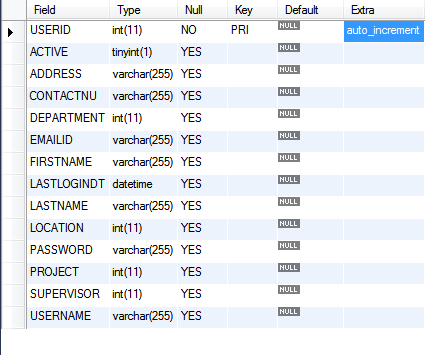 Field Type Null Key Default Extra
USERID int(11) NO PRI NULL auto_increment
ACTIVE tinyint(1) YES NULL
ADDRESS varchar(255) YES NULL
CONTACTNU varchar(255) YES NULL
DEPARTMENT int(11) YES NULL
EMAILID varchar(255) YES NULL
FIRSTNAME varchar(255) YES NULL
LASTLOGINDT datetime YES NULL
LASTNAME varchar(255) YES NULL
LOCATION int(11) YES NULL
PASSWORD varchar(255) YES NULL
PROJECT int(11) YES NULL
SUPERVISOR int(11) YES NULL
USERNAME varchar(255) YES NULL